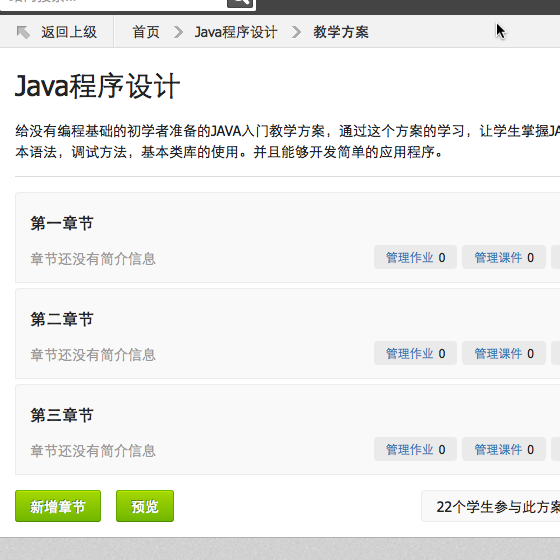 返回上级 首页 Java程序设计 教学方案
Java程序设计
给没有编程基础的初学者准备的JAVA入门教学方案，通过这个方案的学习，让学生掌握JA
本语法，调试方法，基本类库的使用。并且能够开发简单的应用程序。
第一章节
章节还没有简介信息 管理作业 0 管理课件 0
第二章节
章节还没有简介信息 管理作业 0 管理课件 0
第三章节
章节还没有简介信息 管理作业 0 管理课件 0
新增章节 预览 22个学生参与此方案